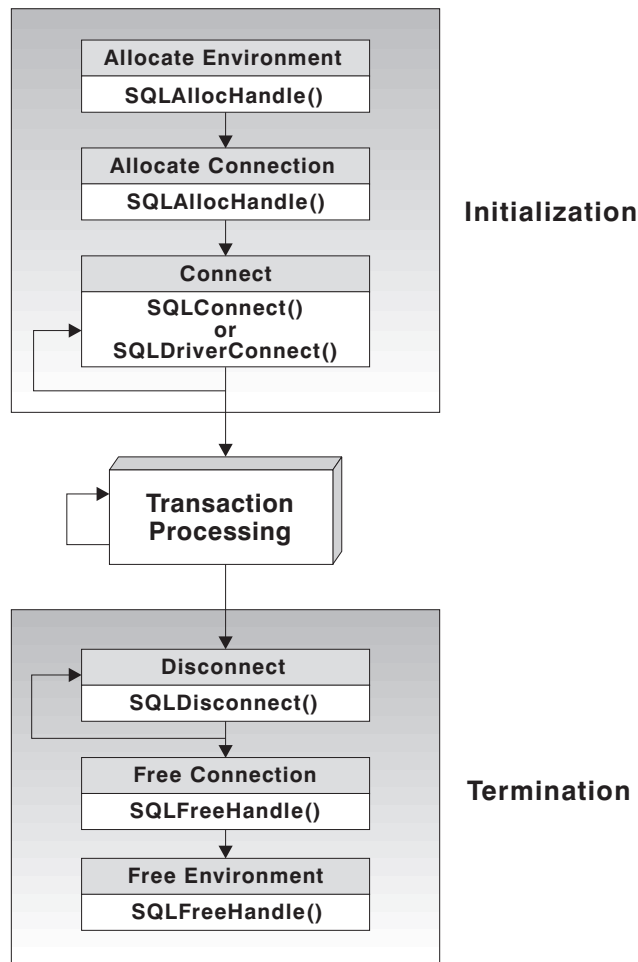 Allocate Environment
SQLAllocHandle()
Allocate Connection
SQLAllocHandle()
Initialization
Connect
SQLConnect()
or
SQLDriverConnect()
Transaction
Processing
Disconnect
SQLDisconnect()
Free Connection
Termination
SQLFreeHandle()
Free Environment
SQLFreeHandle()